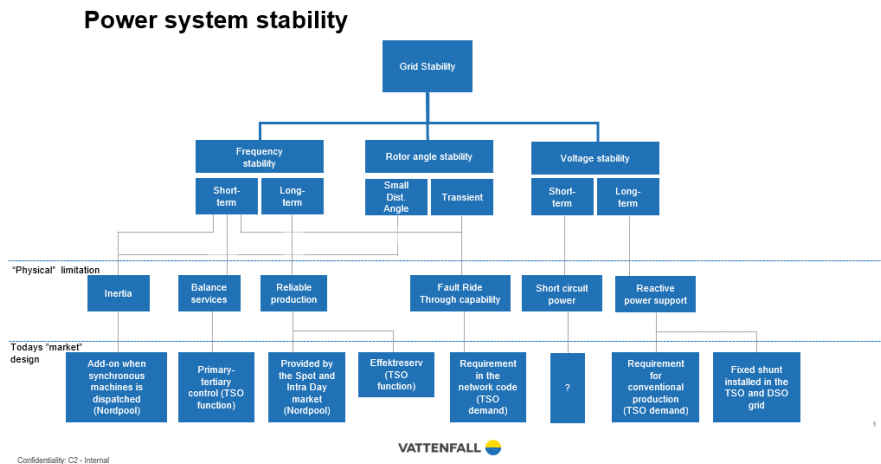 Power system stability
Grid Stability
Frequency
stability
Rotor angle stability
Voltage stability
Short-
term
Long-
term
Small
Dist.
Angle
Transient
Short-
term
Long-
term
"Physical" limitation
Inertia
Balance
services
Reliable
production
Fault Ride
Through capability
Short circuit
power
Reactive
power support
Todays "market"
design
Add-on when
synchronous
machines is
dispatched
(Nordpool)
Primary-
tertiary
control (TSO
function)
Provided by
the Spot and
Intra Day
market
(Nordpool)
Effektreserv
(TSO
function)
Requirement
in the
network code
(TSO
demand)
?
Requirement
for
conventional
production
(TSO demand)
Fixed shunt
installed in the
TSO and DSO
grid
1
VATTENFALL
Confidentiality: C2 - Internal